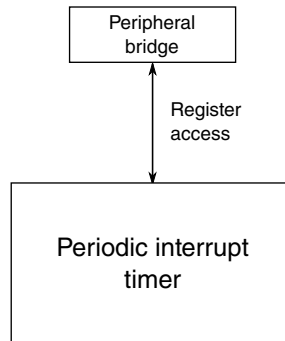 Peripheral
bridge
Register
access
Periodic interrupt
timer